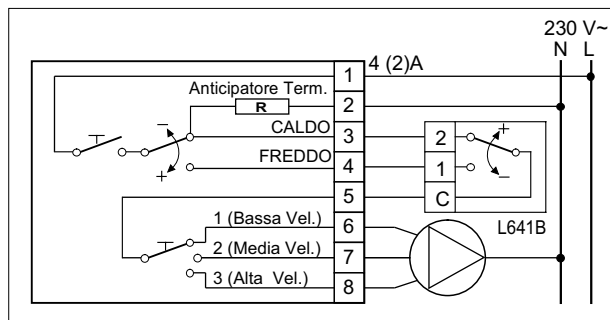 230 V~
N L
4 (2)A
1
Anticipatore Term.
R
2
–
CALDO
3
2
+
+
FREDDO
4
1
–
5
C
L641B
1 (Bassa Vel.)
6
2 (Media Vel.)
7
3 (Alta Vel.)
8